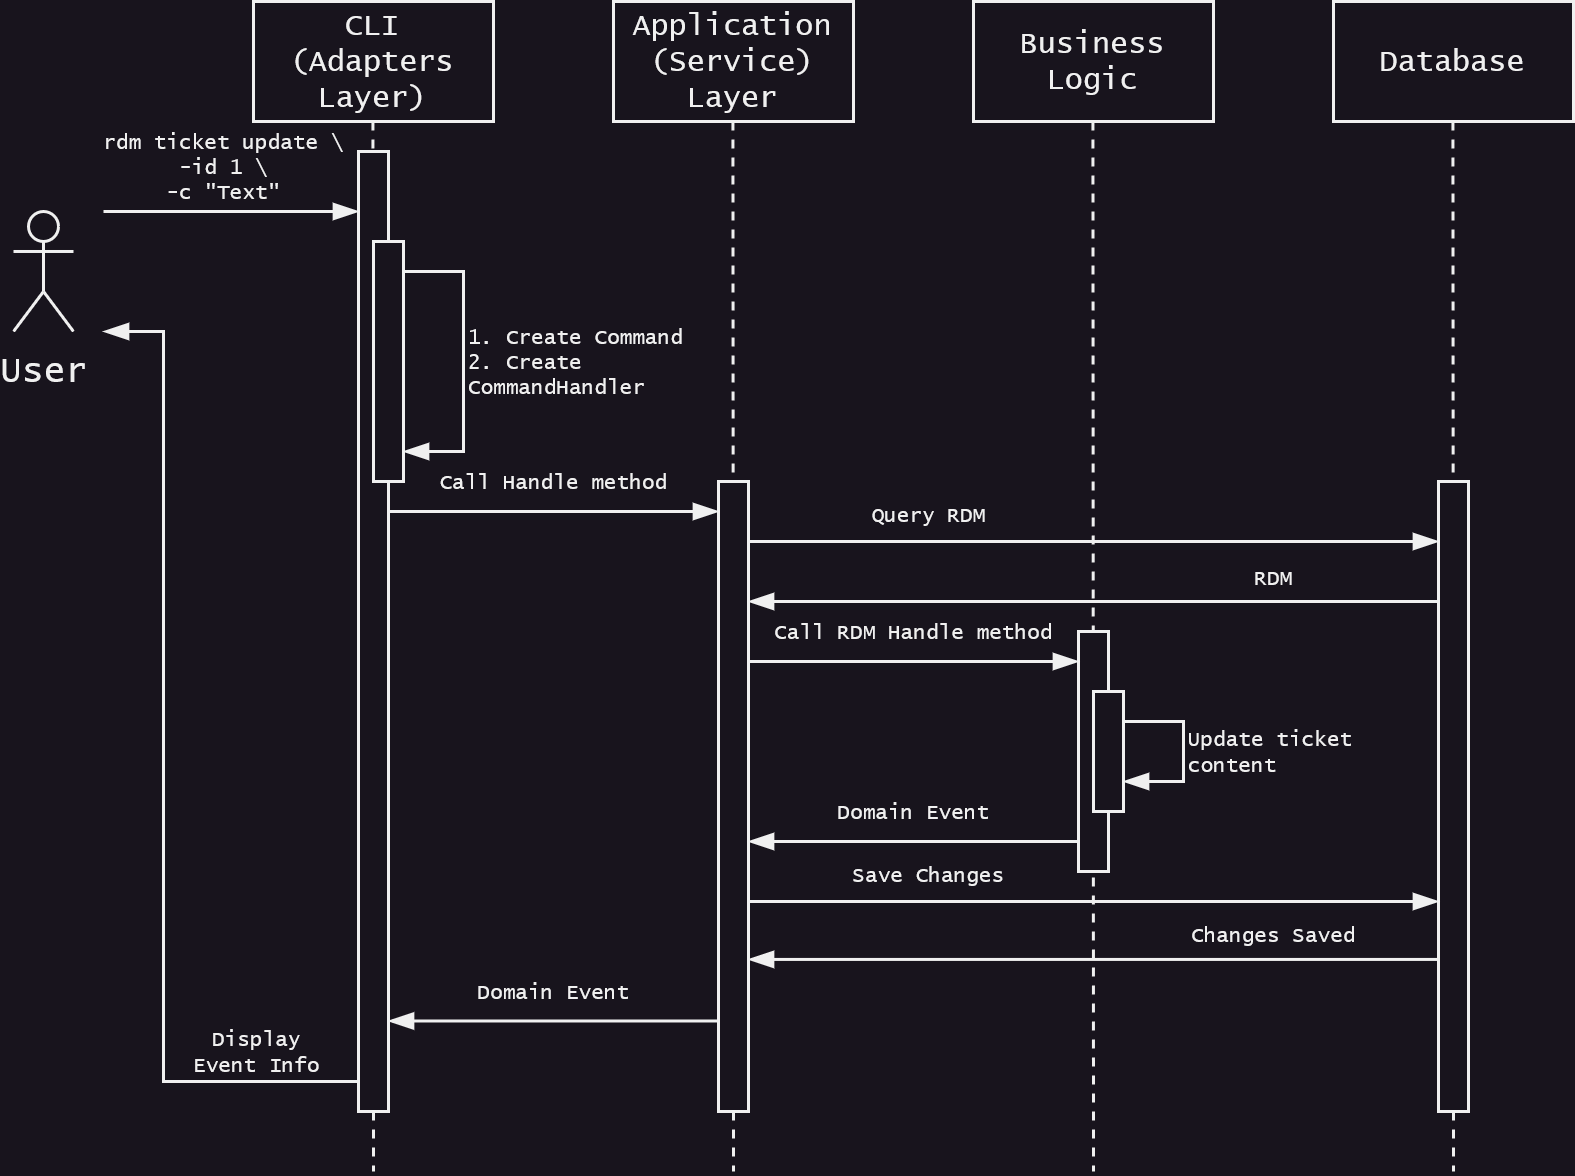 CLI
(Adapters
Layer)
Application
(Service)
Layer
Business
Logic
Database
rdm ticket update \
-id 1 \
-c "Text"
User
1. Create Command
2. Create
CommandHandler
Call Handle method
Query RDM
RDM
Call RDM Handle method
Update ticket
content
Domain Event
Save Changes
Changes Saved
Domain Event
Display
Event Info